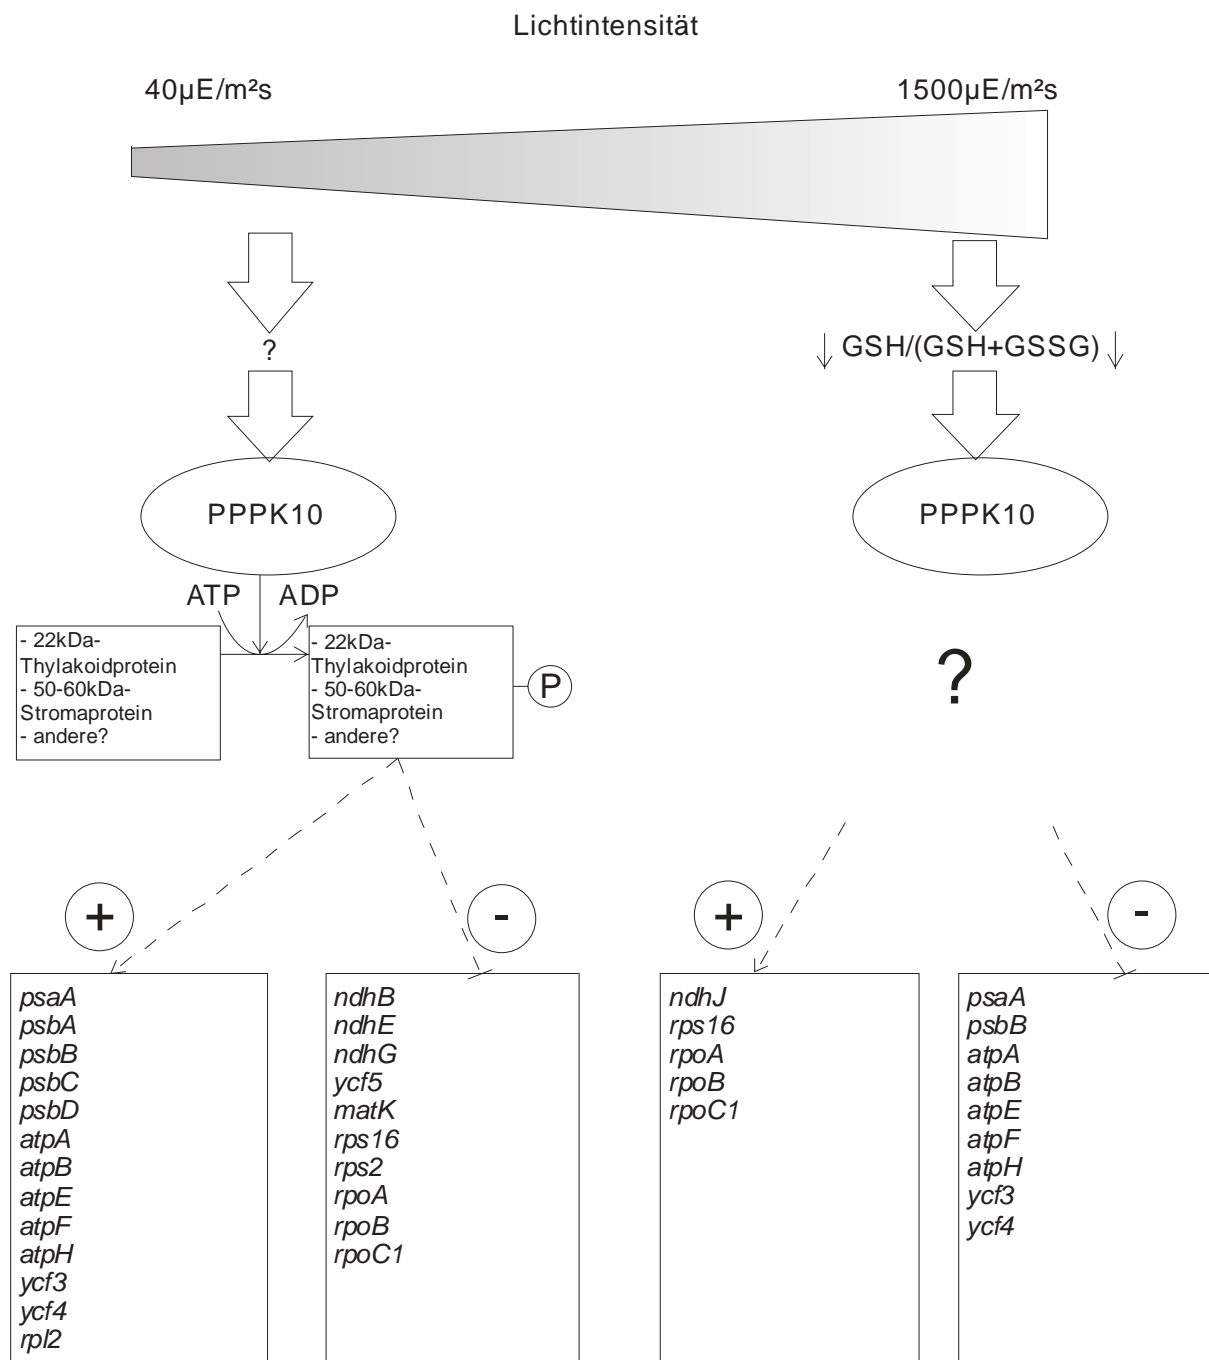 Lichtintensität
40µE/m²s
1500µE/m²s
?
↓ GSH/(GSH+GSSG) ↓
PPPK10
PPPK10
ATP
ADP
- 22kDa-
Thylakoidprotein
- 50-60kDa-
Stromaprotein
- andere?
- 22kDa-
Thylakoidprotein
- 50-60kDa-
Stromaprotein
- andere?
P
?
+
-
+
-
psaA
psbA
psbB
psbC
psbD
atpA
atpB
atpE
atpF
atpH
ycf3
ycf4
rpl2
ndhB
ndhE
ndhG
ycf5
matK
rps16
rps2
rpoA
rpoB
rpoC1
ndhJ
rps16
rpoA
rpoB
rpoC1
psaA
psbB
atpA
atpB
atpE
atpF
atpH
ycf3
ycf4